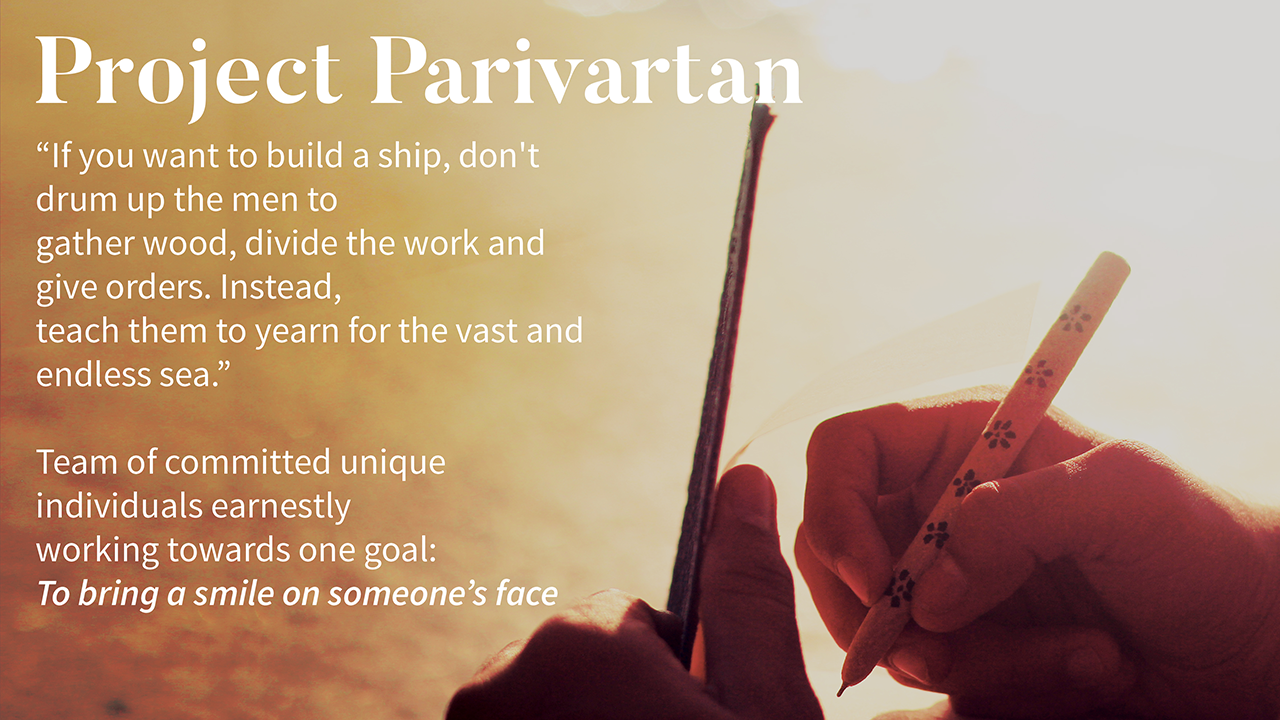 Project Parivartan
“If you want to build a ship, don't
drum up the men to
gather wood, divide the work and
give orders. Instead,
teach them to yearn for the vast and
endless sea.”
Team of committed unique
individuals earnestly
working towards one goal:
To bring a smile on someone’s face